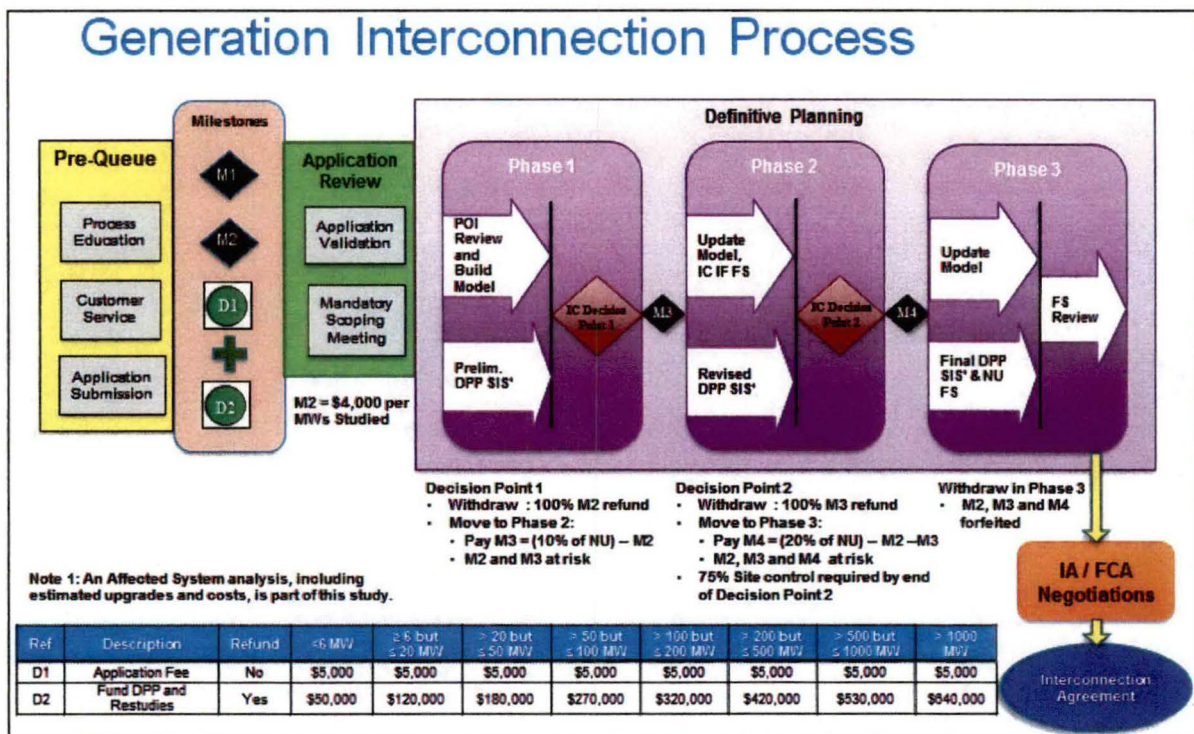 Generation Interconnection Process
Milestones
M1
M2
D1
D2
Pre-Queue
Process
Education
Customer
Service
Application
Submission
Application
Review
Application
Validation
Mandatory
Scoping
Meeting
M2 = $4,000 per
MWs Studied
Definitive Planning
Phase 1
POI
Review
and
Build
Model
Prelim.
DPP SIS*
IC Decision
Point 1
M3
Phase 2
Update
Model,
IC IF FS
Revised
DPP SIS*
IC Decision
Point 2
M4
Phase 3
Update
Model
Final DPP
SIS* & NU
FS
FS
Review
Decision Point 1
• Withdraw : 100% M2 refund
• Move to Phase 2:
• Pay M3 = (10% of NU) – M2
• M2 and M3 at risk
Decision Point 2
• Withdraw : 100% M3 refund
• Move to Phase 3:
• Pay M4 = (20% of NU) – M2 –M3
• M2, M3 and M4 at risk
• 75% Site control required by end
of Decision Point 2
Withdraw in Phase 3
• M2, M3 and M4
forfeited
IA / FCA
Negotiations
Interconnection
Agreement
Note 1: An Affected System analysis, including
estimated upgrades and costs, is part of this study.
Ref Description Refund <6 MW ≥ 6 but ≤ 20 MW > 20 but ≤ 50 MW > 50 but ≤ 100 MW > 100 but ≤ 200 MW > 200 but ≤ 500 MW > 500 but ≤ 1000 MW > 1000 MW
D1 Application Fee No $5,000 $5,000 $5,000 $5,000 $5,000 $5,000 $5,000 $5,000
D2 Fund DPP and Restudies Yes $50,000 $120,000 $180,000 $270,000 $320,000 $420,000 $530,000 $640,000